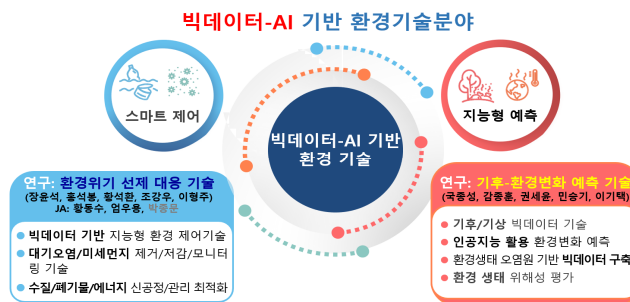 빅데이터-AI 기반 환경기술분야
스마트 제어
빅데이터-AI 기반
환경 기술
지능형 예측
연구: 환경위기 선제 대응 기술
(장윤석, 홍석봉, 황석환, 조강우, 이형주)
JA: 황동수, 엄우용, 박종문
빅데이터 기반 지능형 환경 제어기술
대기오염/미세먼지 제거/저감/모니터
링 기술
수질/폐기물/에너지 신공정/관리 최적화
연구: 기후-환경변화 예측 기술
(국종성, 감종훈, 권세윤, 민승기, 이기택)
기후/기상 빅데이터 기술
인공지능 활용 환경변화 예측
환경생태 오염원 기반 빅데이터 구축
환경 생태 위해성 평가